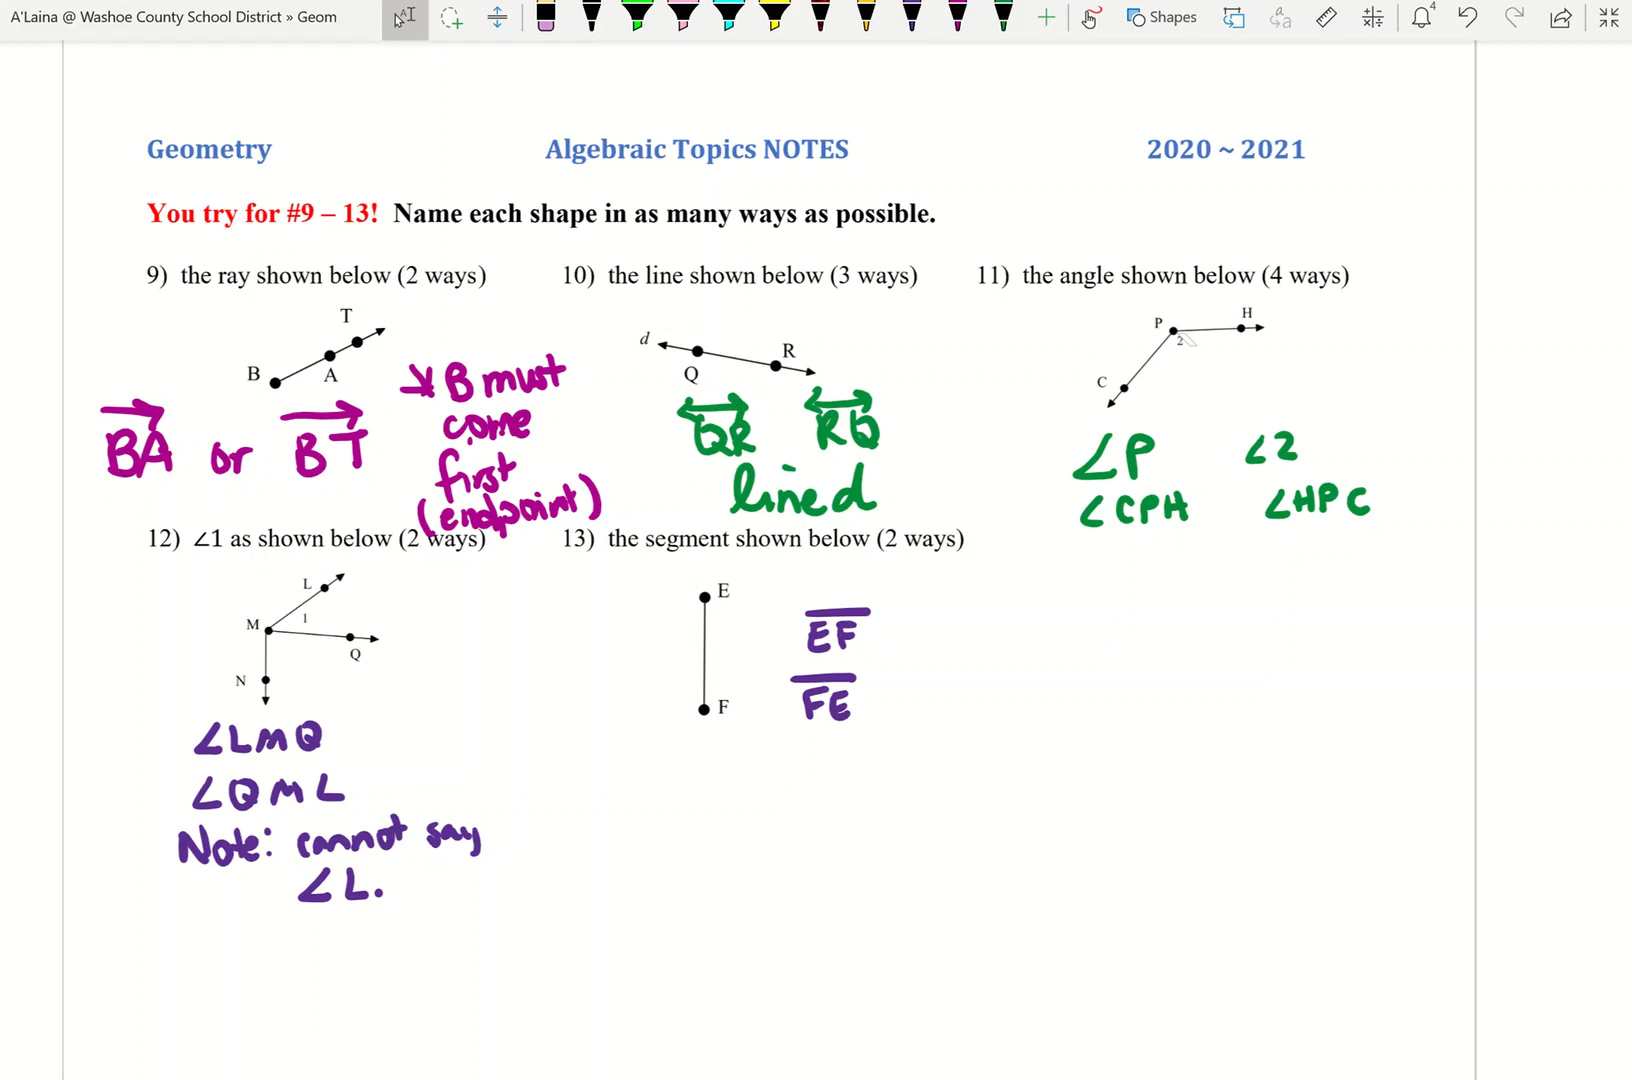 A'Laina @ Washoe County School District » Geom
Shapes
4
Geometry Algebraic Topics NOTES 2020 ~ 2021
You try for #9 – 13! Name each shape in as many ways as possible.
9) the ray shown below (2 ways)
T
B
A
BA or BT
B must
come
first
(endpoint)
10) the line shown below (3 ways)
d
R
Q
QR RQ
line d
11) the angle shown below (4 ways)
P
H
2
C
∠P ∠2
∠CPH ∠HPC
12) ∠1 as shown below (2 ways)
L
M
1
Q
N
∠LMQ
∠QML
Note: cannot say
∠L.
13) the segment shown below (2 ways)
E
F
EF
FE